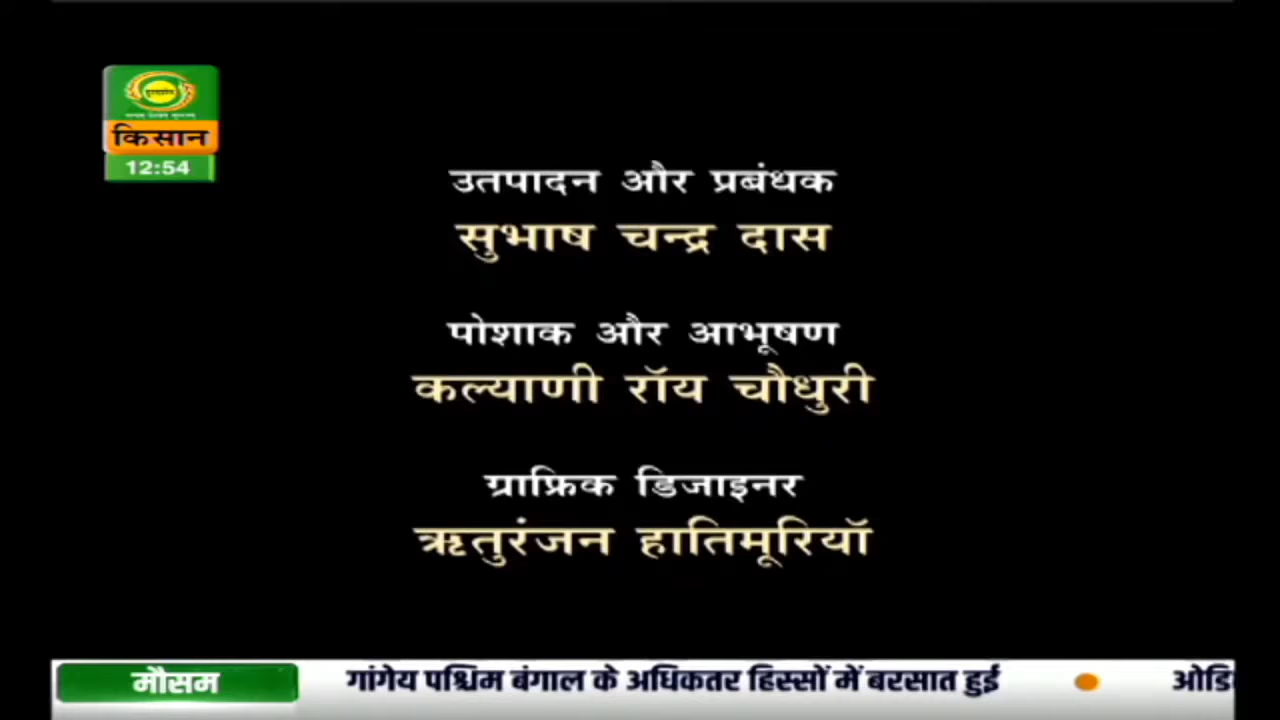 किसान
12:54
उतपादन और प्रबंधक
सुभाष चन्द्र दास
पोशाक और आभूषण
कल्याणी रॉय चौधुरी
ग्राफ्रिक डिजाइनर
ऋतुरंजन हातिमूरियॉ
मौसम
गांगेय पश्चिम बंगाल के अधिकतर हिस्सों में बरसात हुई